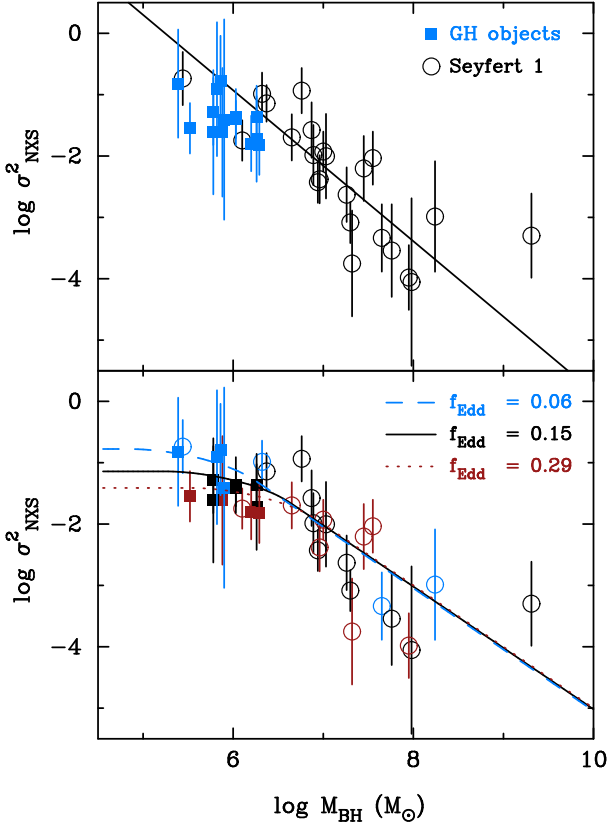 0
GH objects
Seyfert 1
−2
log σ²NXS
−4
0
fEdd = 0.06
fEdd = 0.15
fEdd = 0.29
−2
log σ²NXS
−4
6 8 10
log MBH (M⊙)